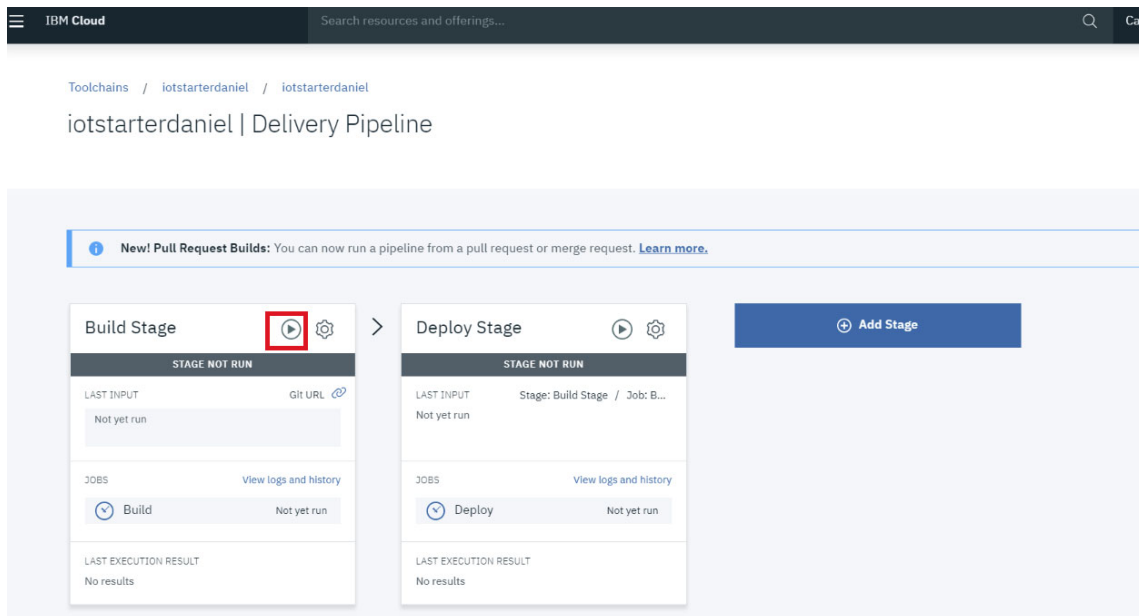 IBM Cloud
Search resources and offerings...
Ca
Toolchains / iotstarterdaniel / iotstarterdaniel
iotstarterdaniel | Delivery Pipeline
New! Pull Request Builds: You can now run a pipeline from a pull request or merge request. Learn more.
Build Stage
STAGE NOT RUN
LAST INPUT Git URL
Not yet run
JOBS View logs and history
Build Not yet run
LAST EXECUTION RESULT
No results
Deploy Stage
STAGE NOT RUN
LAST INPUT Stage: Build Stage / Job: B...
Not yet run
JOBS View logs and history
Deploy Not yet run
LAST EXECUTION RESULT
No results
Add Stage